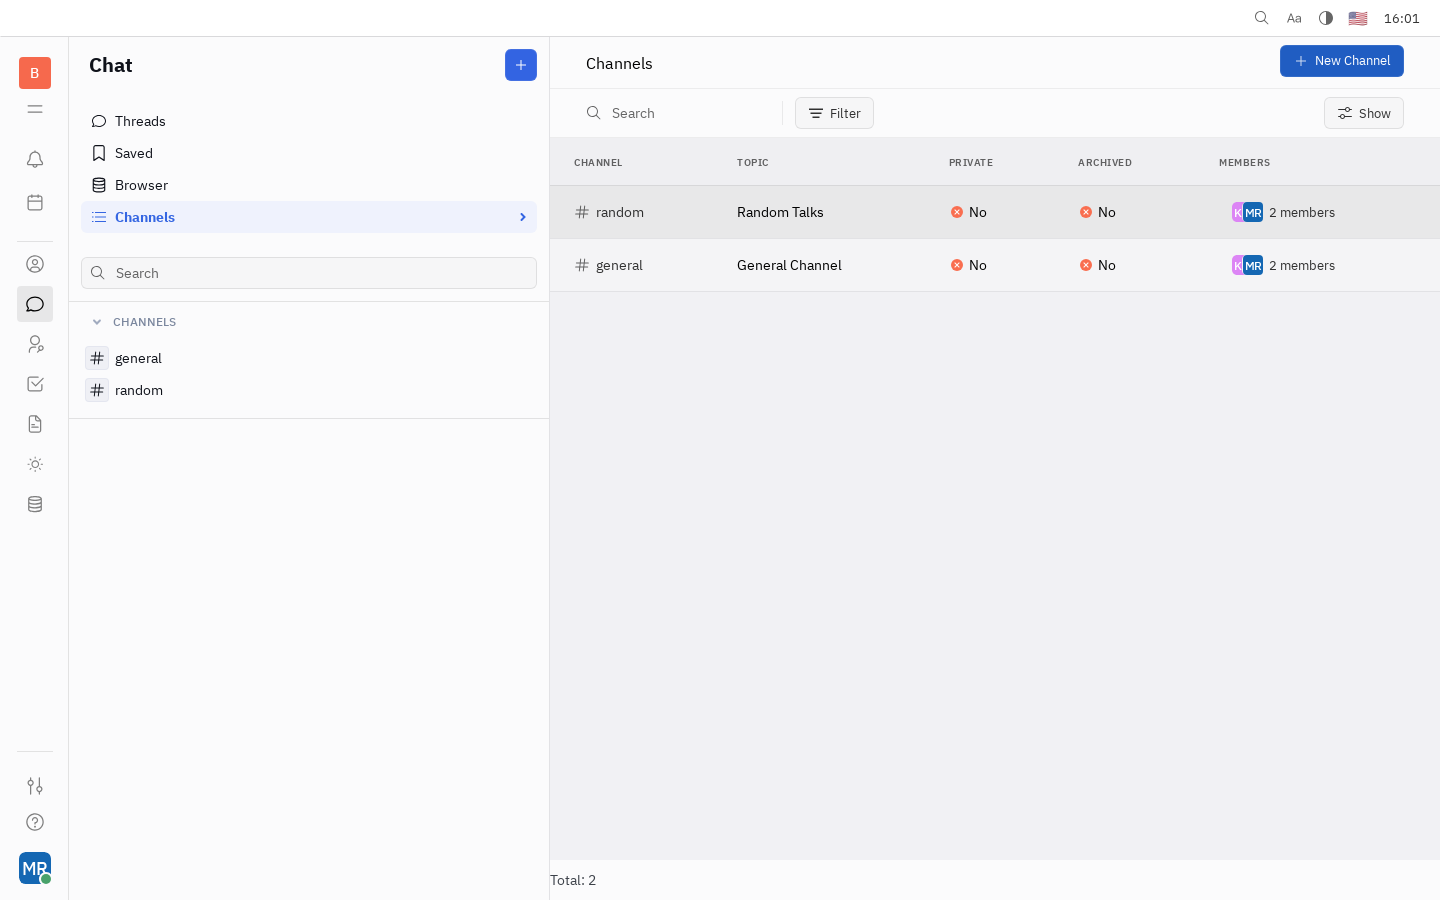 Aa
16:01
B
Chat
Threads
Saved
Browser
Channels
Search
CHANNELS
general
random
MR
Channels
New Channel
Search
Filter
Show
CHANNEL TOPIC PRIVATE ARCHIVED MEMBERS
random Random Talks No No K MR 2 members
general General Channel No No K MR 2 members
Total: 2